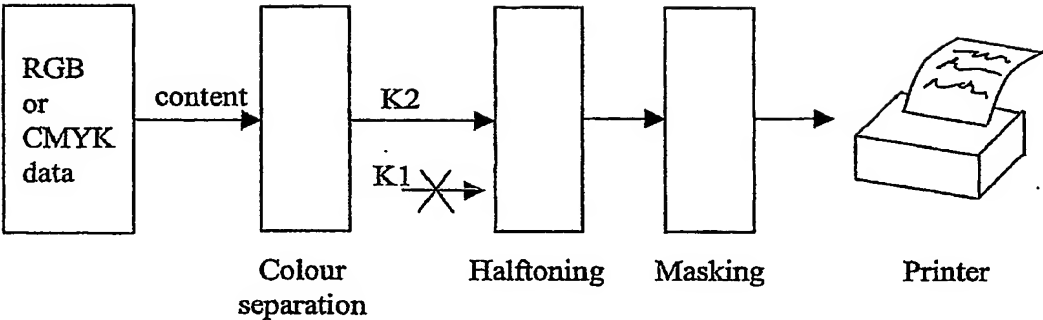 RGB
or
CMYK
data
content
K2
K1
Colour
separation
Halftoning
Masking
Printer